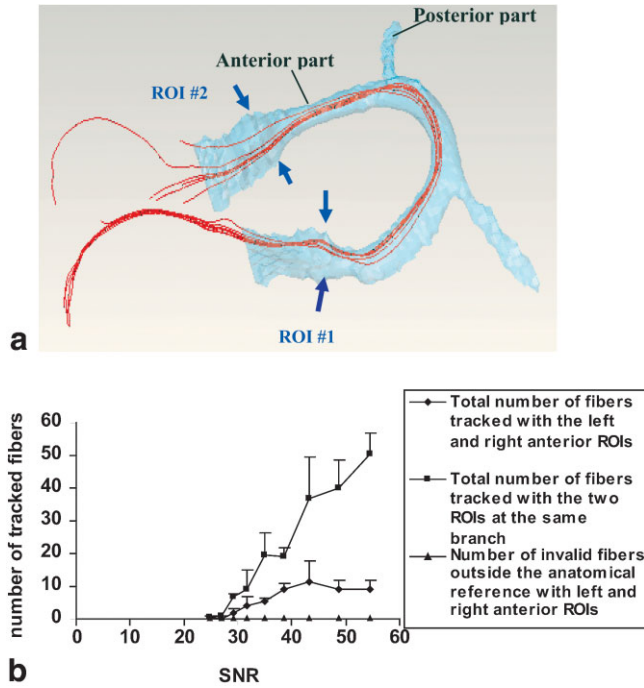 Posterior part
Anterior part
ROI #2
ROI #1
a
number of tracked fibers
60
50
40
30
20
10
0
0 10 20 30 40 50 60
SNR
Total number of fibers
tracked with the left
and right anterior ROIs
Total number of fibers
tracked with the two
ROIs at the same
branch
Number of invalid fibers
outside the anatomical
reference with left and
right anterior ROIs
b